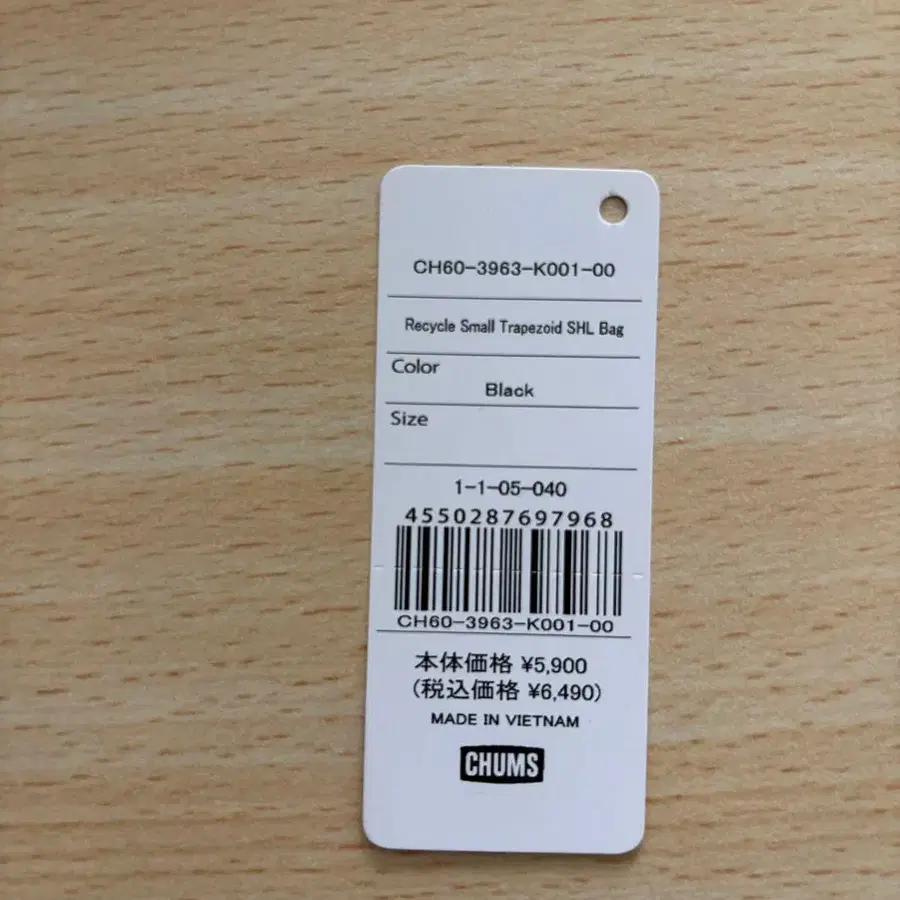 CH60-3963-K001-00
Recycle Small Trapezoid SHL Bag
Color
Black
Size
1-1-05-040
4550287697968
CH60-3963-K001-00
本体価格 ¥5,900
(税込価格 ¥6,490)
MADE IN VIETNAM
CHUMS